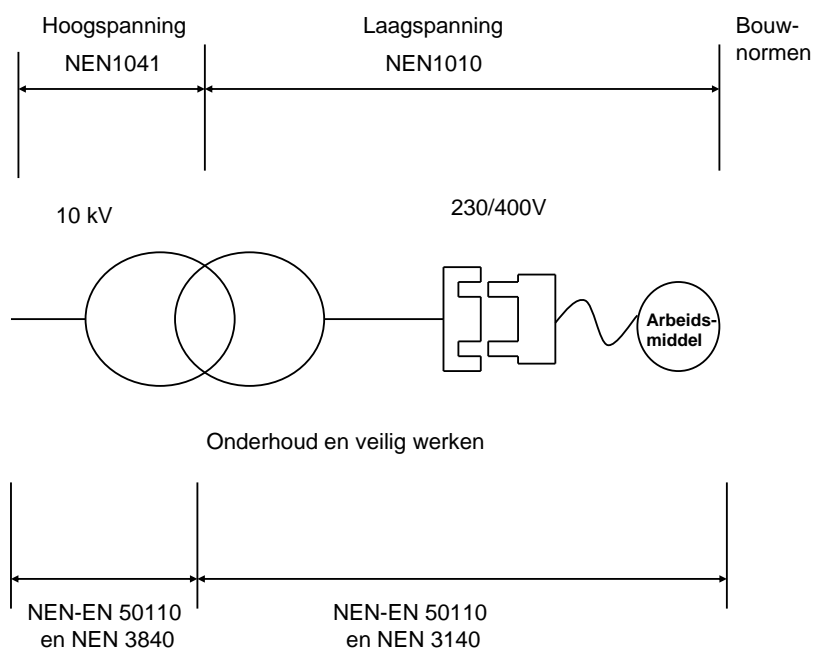 Hoogspanning
NEN1041
Laagspanning
NEN1010
Bouw-
normen
10 kV
230/400V
Arbeids-
middel
Onderhoud en veilig werken
NEN-EN 50110
en NEN 3840
NEN-EN 50110
en NEN 3140